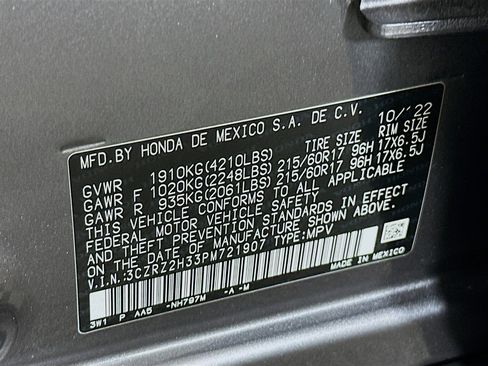 MFD.BY HONDA DE MEXICO S.A. DE C.V. 10/22
TIRE SIZE RIM SIZE
GVWR 1910KG(4210LBS)
GAWR F 1020KG(2248LBS) 215/60R17 96H 17X6.5J
GAWR R 935KG(2061LBS) 215/60R17 96H 17X6.5J
THIS VEHICLE CONFORMS TO ALL APPLICABLE
FEDERAL MOTOR VEHICLE SAFETY
AND THEFT PREVENTION STANDARDS IN EFFECT
ON THE DATE OF MANUFACTURE SHOWN ABOVE.
V.I.N.:3CZRZ2H33PM721907 TYPE:MPV
MADE IN MEXICO
3W1 P AA5 -NH797M -A -M